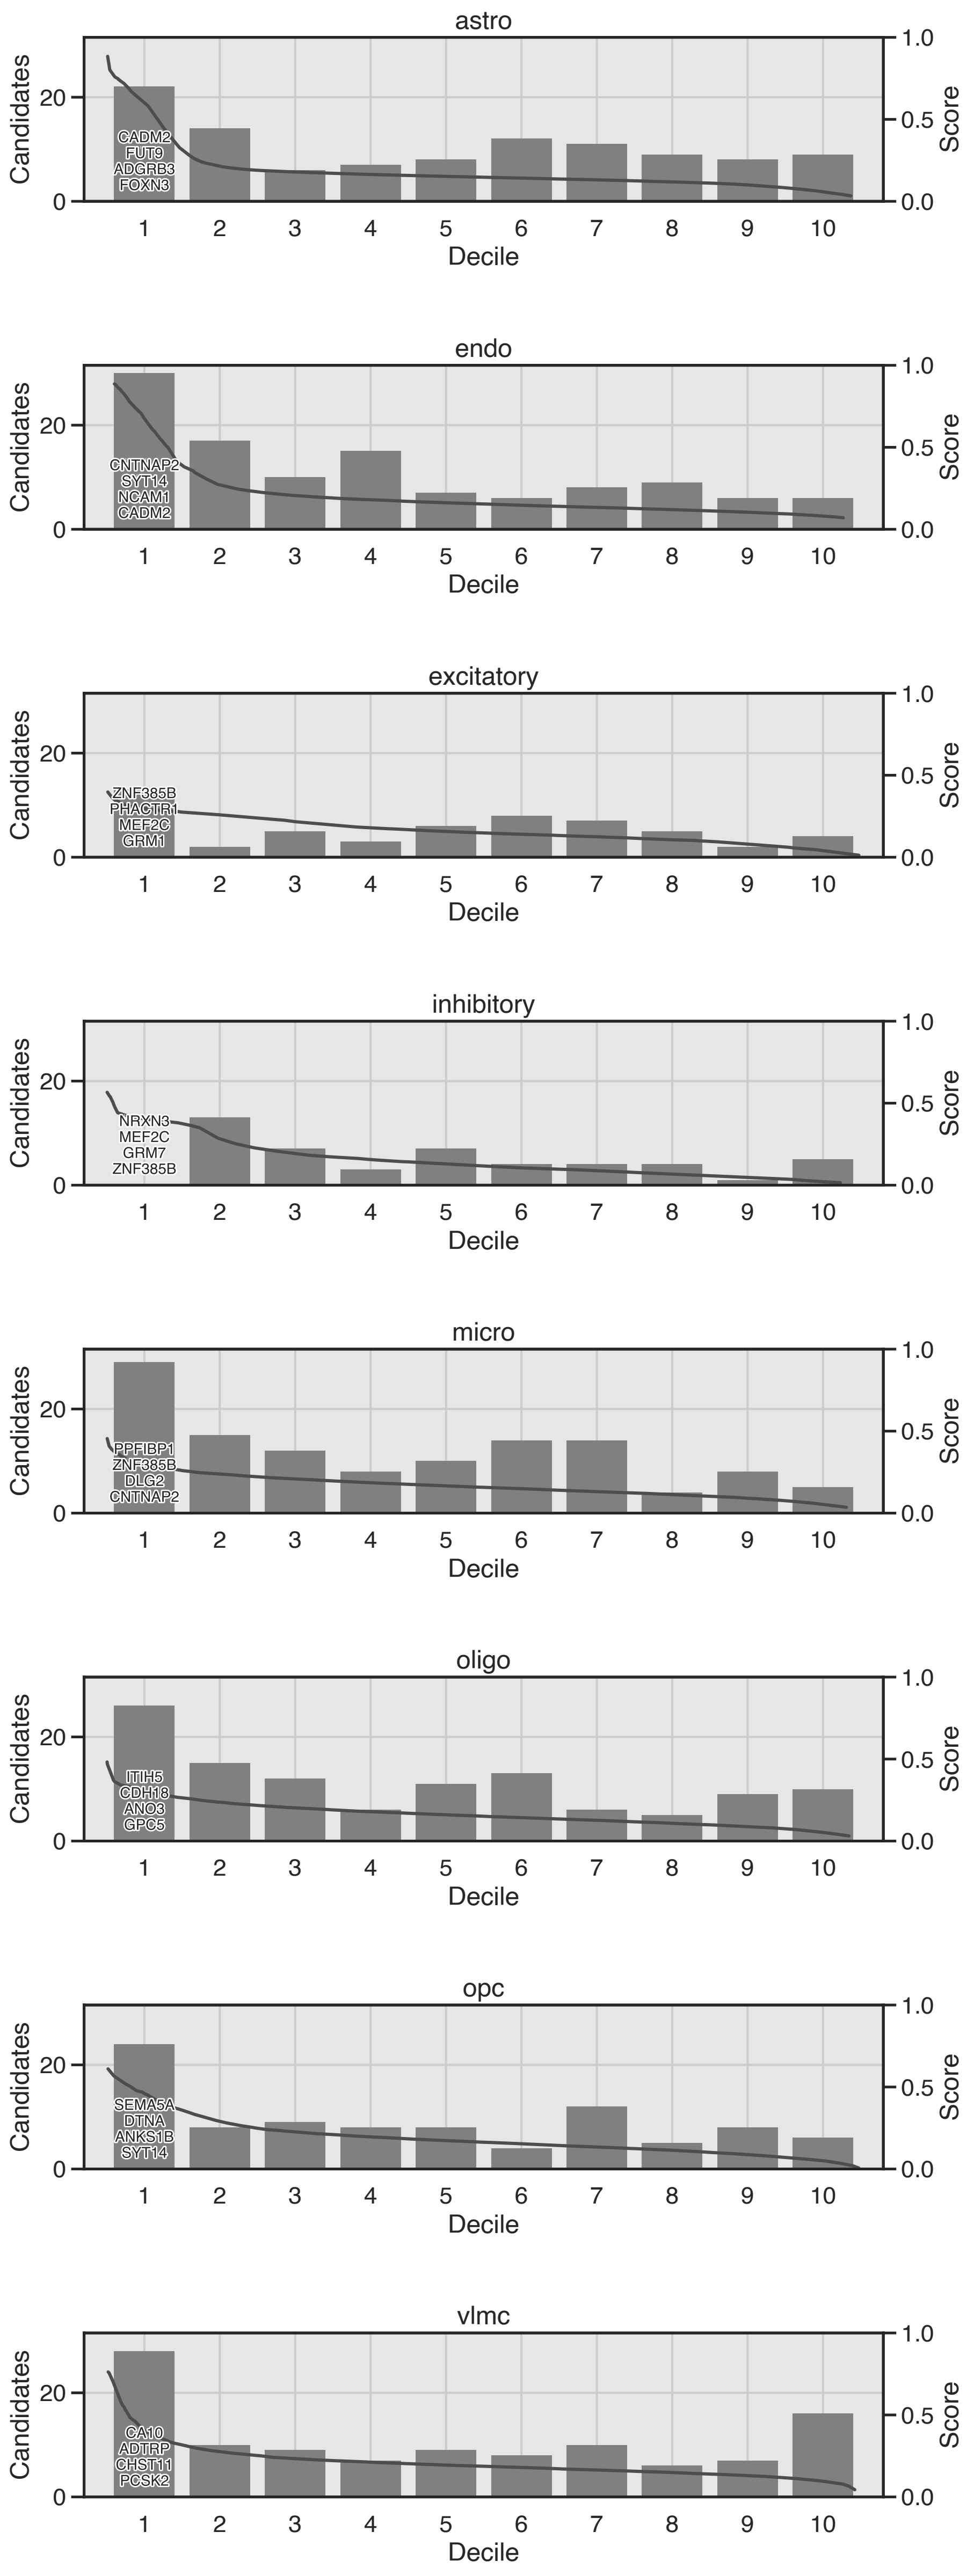 astro
Candidates
20
0
1.0
0.5
0.0
Score
CADM2
FUT9
ADGRB3
FOXN3
1 2 3 4 5 6 7 8 9 10
Decile
endo
Candidates
20
0
1.0
0.5
0.0
Score
CNTNAP2
SYT14
NCAM1
CADM2
1 2 3 4 5 6 7 8 9 10
Decile
excitatory
Candidates
20
0
1.0
0.5
0.0
Score
ZNF385B
PHACTR1
MEF2C
GRM1
1 2 3 4 5 6 7 8 9 10
Decile
inhibitory
Candidates
20
0
1.0
0.5
0.0
Score
NRXN3
MEF2C
GRM7
ZNF385B
1 2 3 4 5 6 7 8 9 10
Decile
micro
Candidates
20
0
1.0
0.5
0.0
Score
PPFIBP1
ZNF385B
DLG2
CNTNAP2
1 2 3 4 5 6 7 8 9 10
Decile
oligo
Candidates
20
0
1.0
0.5
0.0
Score
ITIH5
CDH18
ANO3
GPC5
1 2 3 4 5 6 7 8 9 10
Decile
opc
Candidates
20
0
1.0
0.5
0.0
Score
SEMA5A
DTNA
ANKS1B
SYT14
1 2 3 4 5 6 7 8 9 10
Decile
vlmc
Candidates
20
0
1.0
0.5
0.0
Score
CA10
ADTRP
CHST11
PCSK2
1 2 3 4 5 6 7 8 9 10
Decile